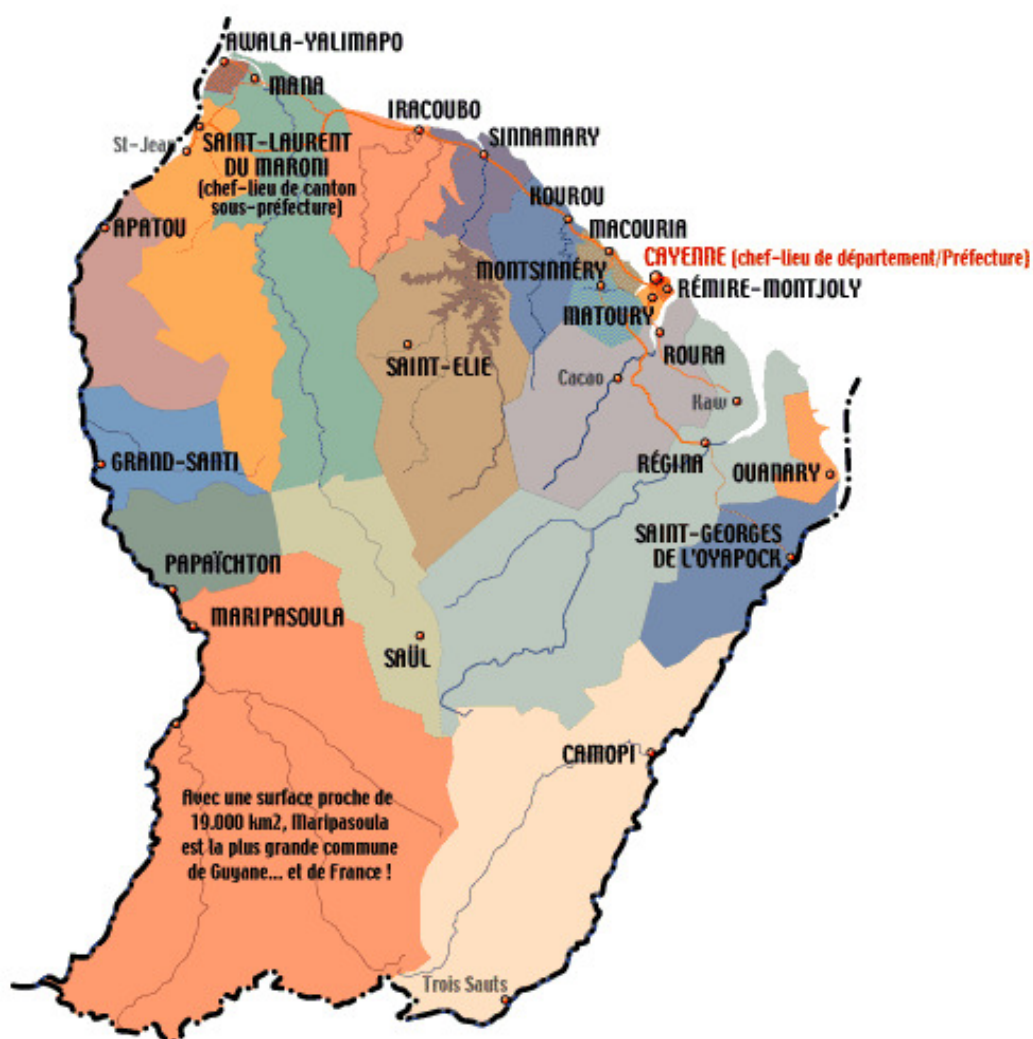 AWALA-YALIMAPO
MANA
IRACOUBO
SINNAMARY
St-Jean
SAINT-LAURENT
DU MARONI
(chef-lieu de canton
sous-préfecture)
KOUROU
APATOU
MACOURIA
CAYENNE (chef-lieu de département/Préfecture)
MONTSINNÉRY
RÉMIRE-MONTJOLY
MATOURY
ROURA
SAINT-ELIE
Cacao
Kaw
GRAND-SANTI
RÉGINA
OUANARY
SAINT-GEORGES
DE L'OYAPOCK
PAPAÏCHTON
MARIPASOULA
SAÜL
CAMOPI
Avec une surface proche de
19.000 km2, Maripasoula
est la plus grande commune
de Guyane... et de France !
Trois Sauts